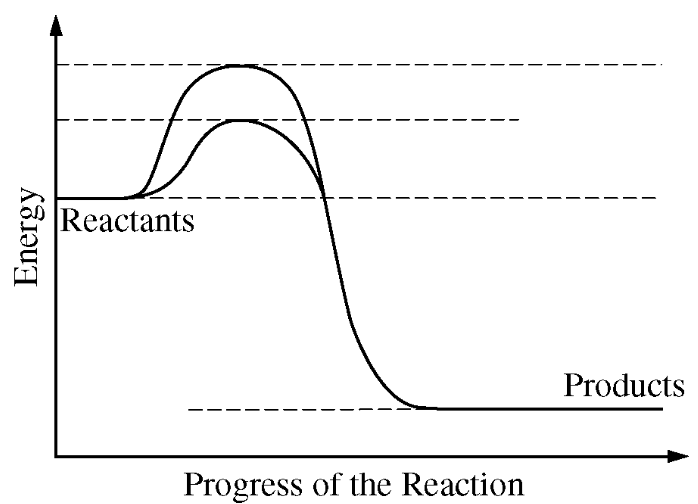 Energy
Reactants
Products
Progress of the Reaction